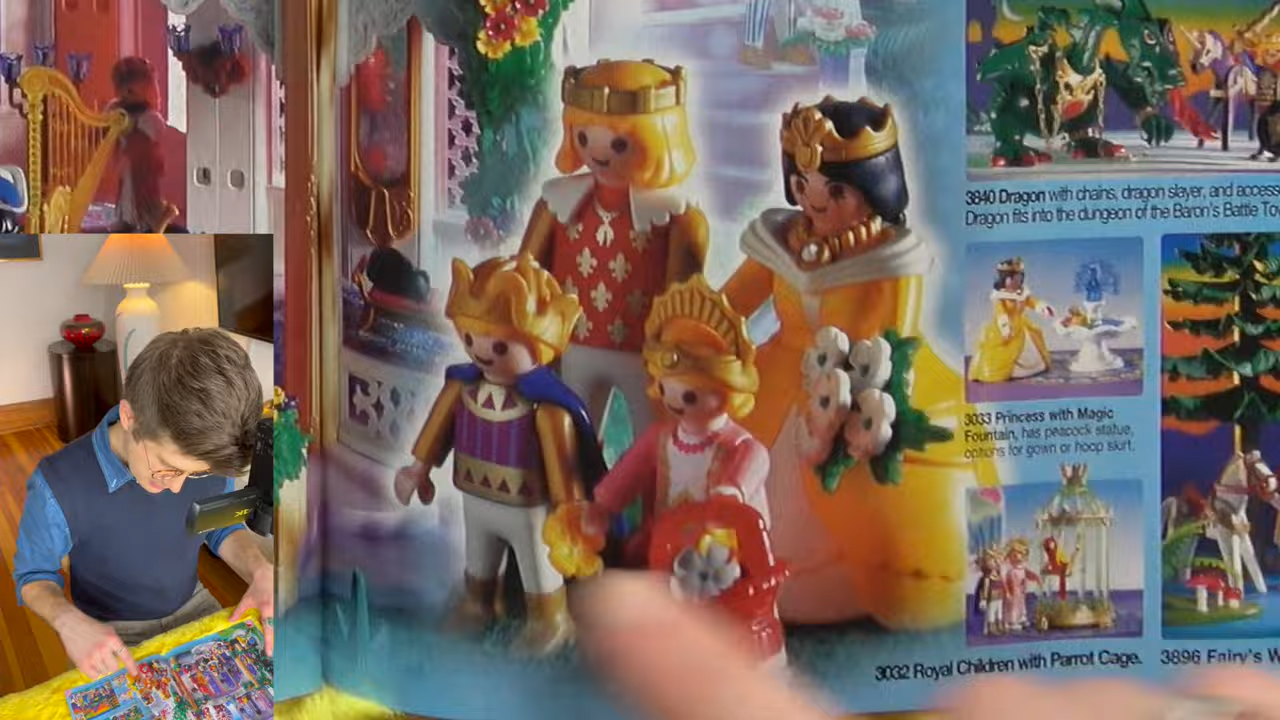 3840 Dragon with chains, dragon slayer, and access
Dragon fits into the dungeon of the Baron's Battle To
3033 Princess with Magic
Fountain, has peacock statue,
options for gown or hoop skirt.
3032 Royal Children with Parrot Cage.
3896 Fairy's W